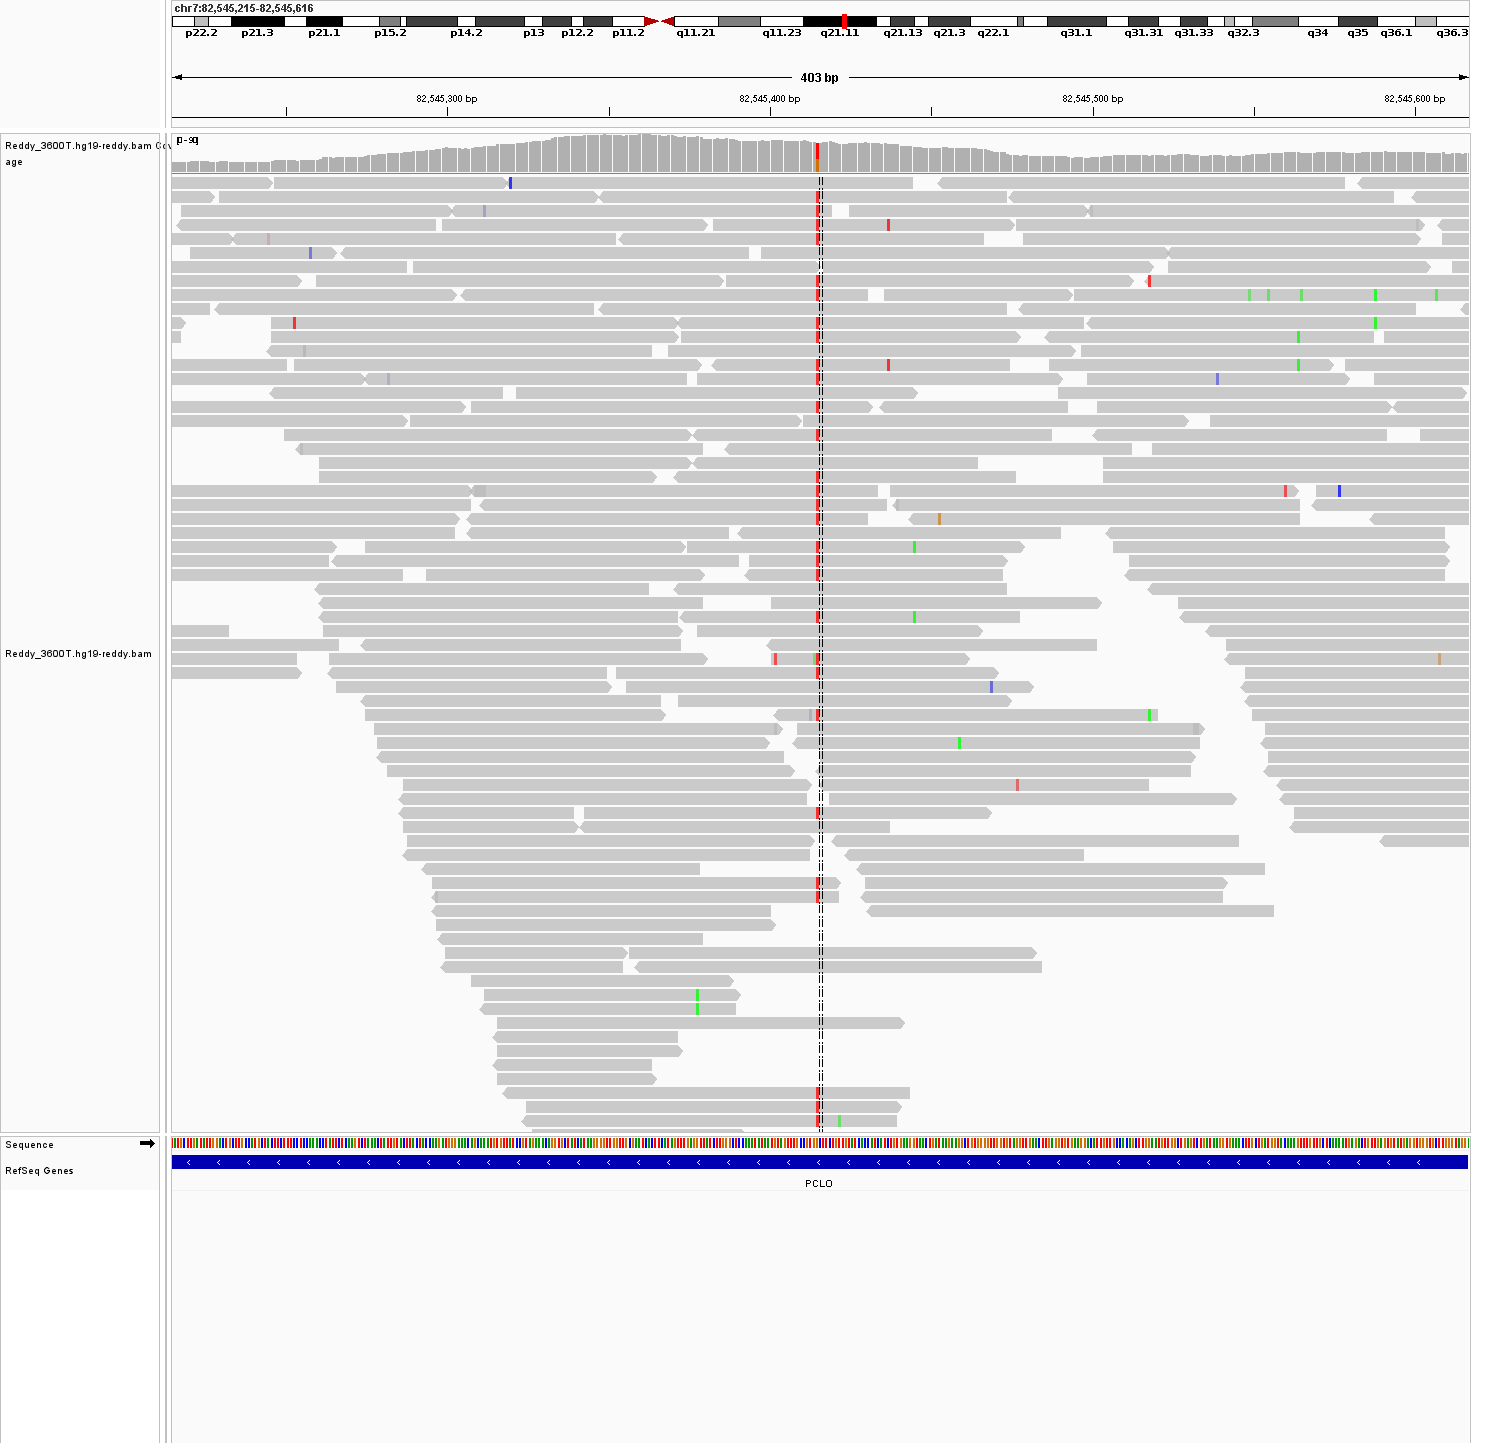 chr7:82,545,215-82,545,616
p22.2 p21.3 p21.1 p15.2 p14.2 p13 p12.2 p11.2 q11.21 q11.23 q21.11 q21.13 q21.3 q22.1 q31.1 q31.31 q31.33 q32.3 q34 q35 q36.1 q36.3
403 bp
82,545,300 bp 82,545,400 bp 82,545,500 bp 82,545,600 bp
Reddy_3600T.hg19-reddy.bam Cov
age
Reddy_3600T.hg19-reddy.bam
Sequence
RefSeq Genes
PCLO